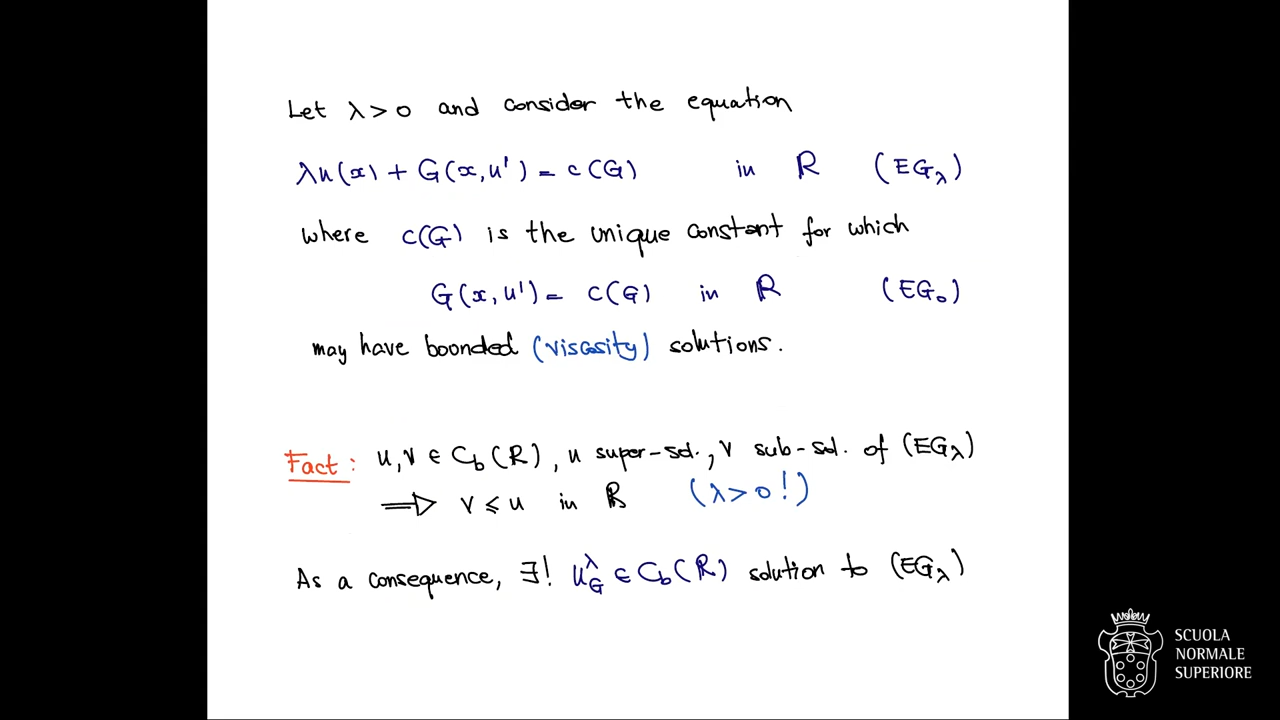 Let λ > 0 and consider the equation
λu(x) + G(x, u') = c(G) in ℝ (EG_λ)
where c(G) is the unique constant for which
G(x, u') = c(G) in ℝ (EG₀)
may have boonded (viscosity) solutions.
Fact: u, v ∈ C_b(ℝ), u super-sol., v sub-sol. of (EG_λ)
⟹ v ≤ u in ℝ (λ > 0!)
As a consequence, ∃! u_G^λ ∈ C_b(ℝ) solution to (EG_λ)
SCUOLA
NORMALE
SUPERIORE